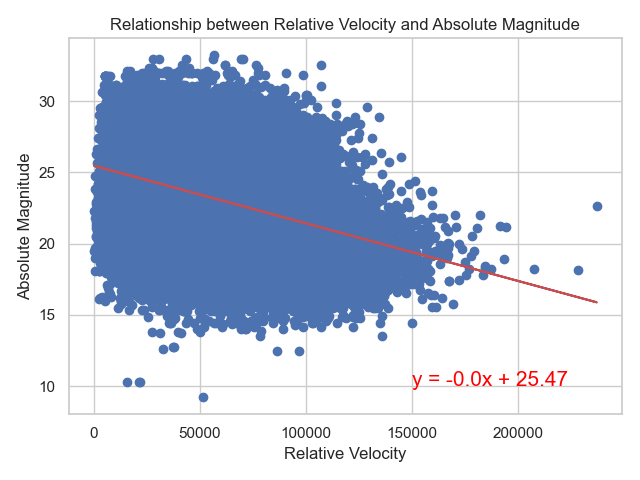 Relationship between Relative Velocity and Absolute Magnitude
Absolute Magnitude
30
25
20
15
10
y = -0.0x + 25.47
0 50000 100000 150000 200000
Relative Velocity